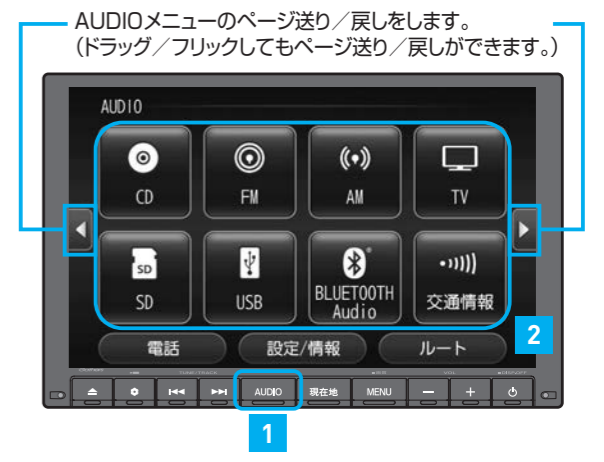 AUDIOメニューのページ送り／戻しをします。
（ドラッグ／フリックしてもページ送り／戻しができます。）
AUDIO
CD
FM
AM
TV
SD
SD
USB
BLUETOOTH
Audio
交通情報
電話
設定/情報
ルート
2
AUDIO
現在地
MENU
1